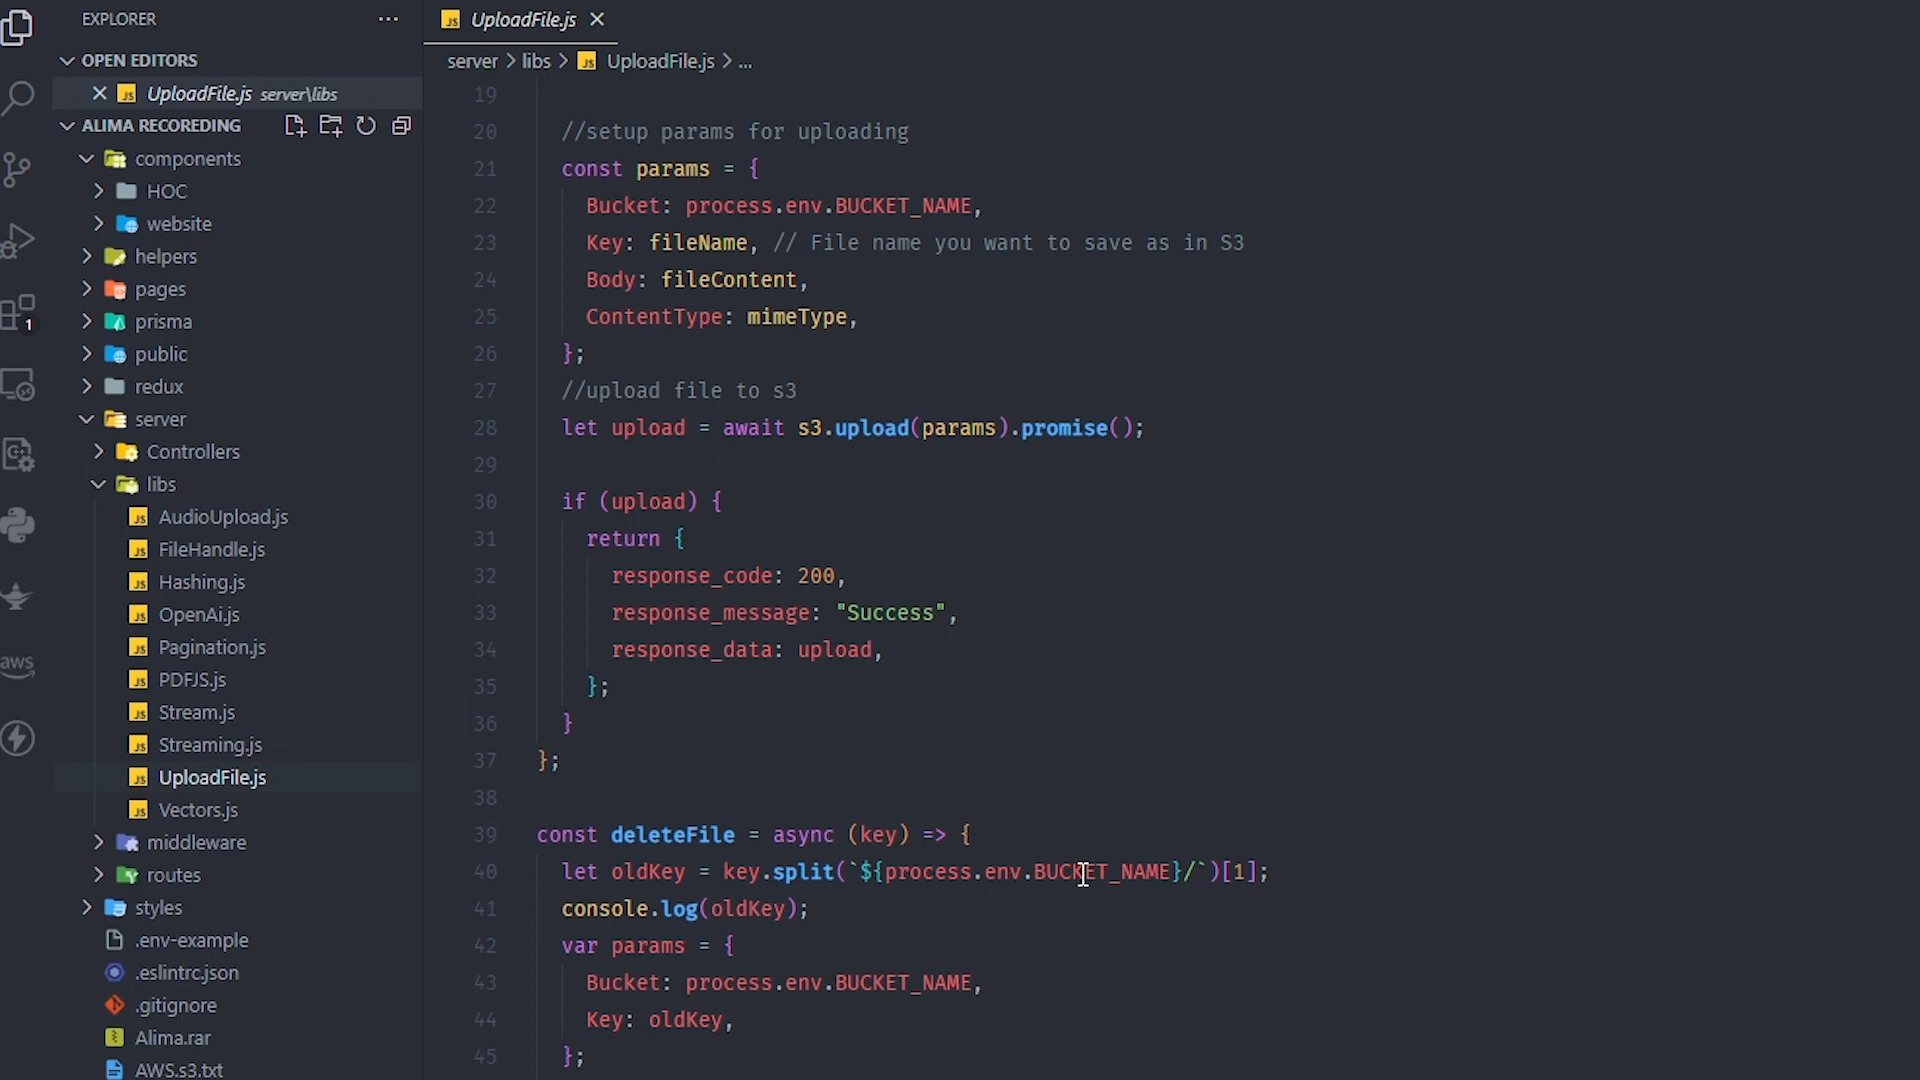 EXPLORER
OPEN EDITORS
UploadFile.js server\libs
ALIMA RECOREDING
components
HOC
website
helpers
pages
prisma
public
redux
server
Controllers
libs
AudioUpload.js
FileHandle.js
Hashing.js
OpenAi.js
Pagination.js
PDFJS.js
Stream.js
Streaming.js
UploadFile.js
Vectors.js
middleware
routes
styles
.env-example
.eslintrc.json
.gitignore
Alima.rar
AWS.s3.txt
1
aws
UploadFile.js
server > libs > JS UploadFile.js > ...
19
20 //setup params for uploading
21 const params = {
22 Bucket: process.env.BUCKET_NAME,
23 Key: fileName, // File name you want to save as in S3
24 Body: fileContent,
25 ContentType: mimeType,
26 };
27 //upload file to s3
28 let upload = await s3.upload(params).promise();
29
30 if (upload) {
31 return {
32 response_code: 200,
33 response_message: "Success",
34 response_data: upload,
35 };
36 }
37 };
38
39 const deleteFile = async (key) => {
40 let oldKey = key.split(`${process.env.BUCKET_NAME}/`)[1];
41 console.log(oldKey);
42 var params = {
43 Bucket: process.env.BUCKET_NAME,
44 Key: oldKey,
45 };